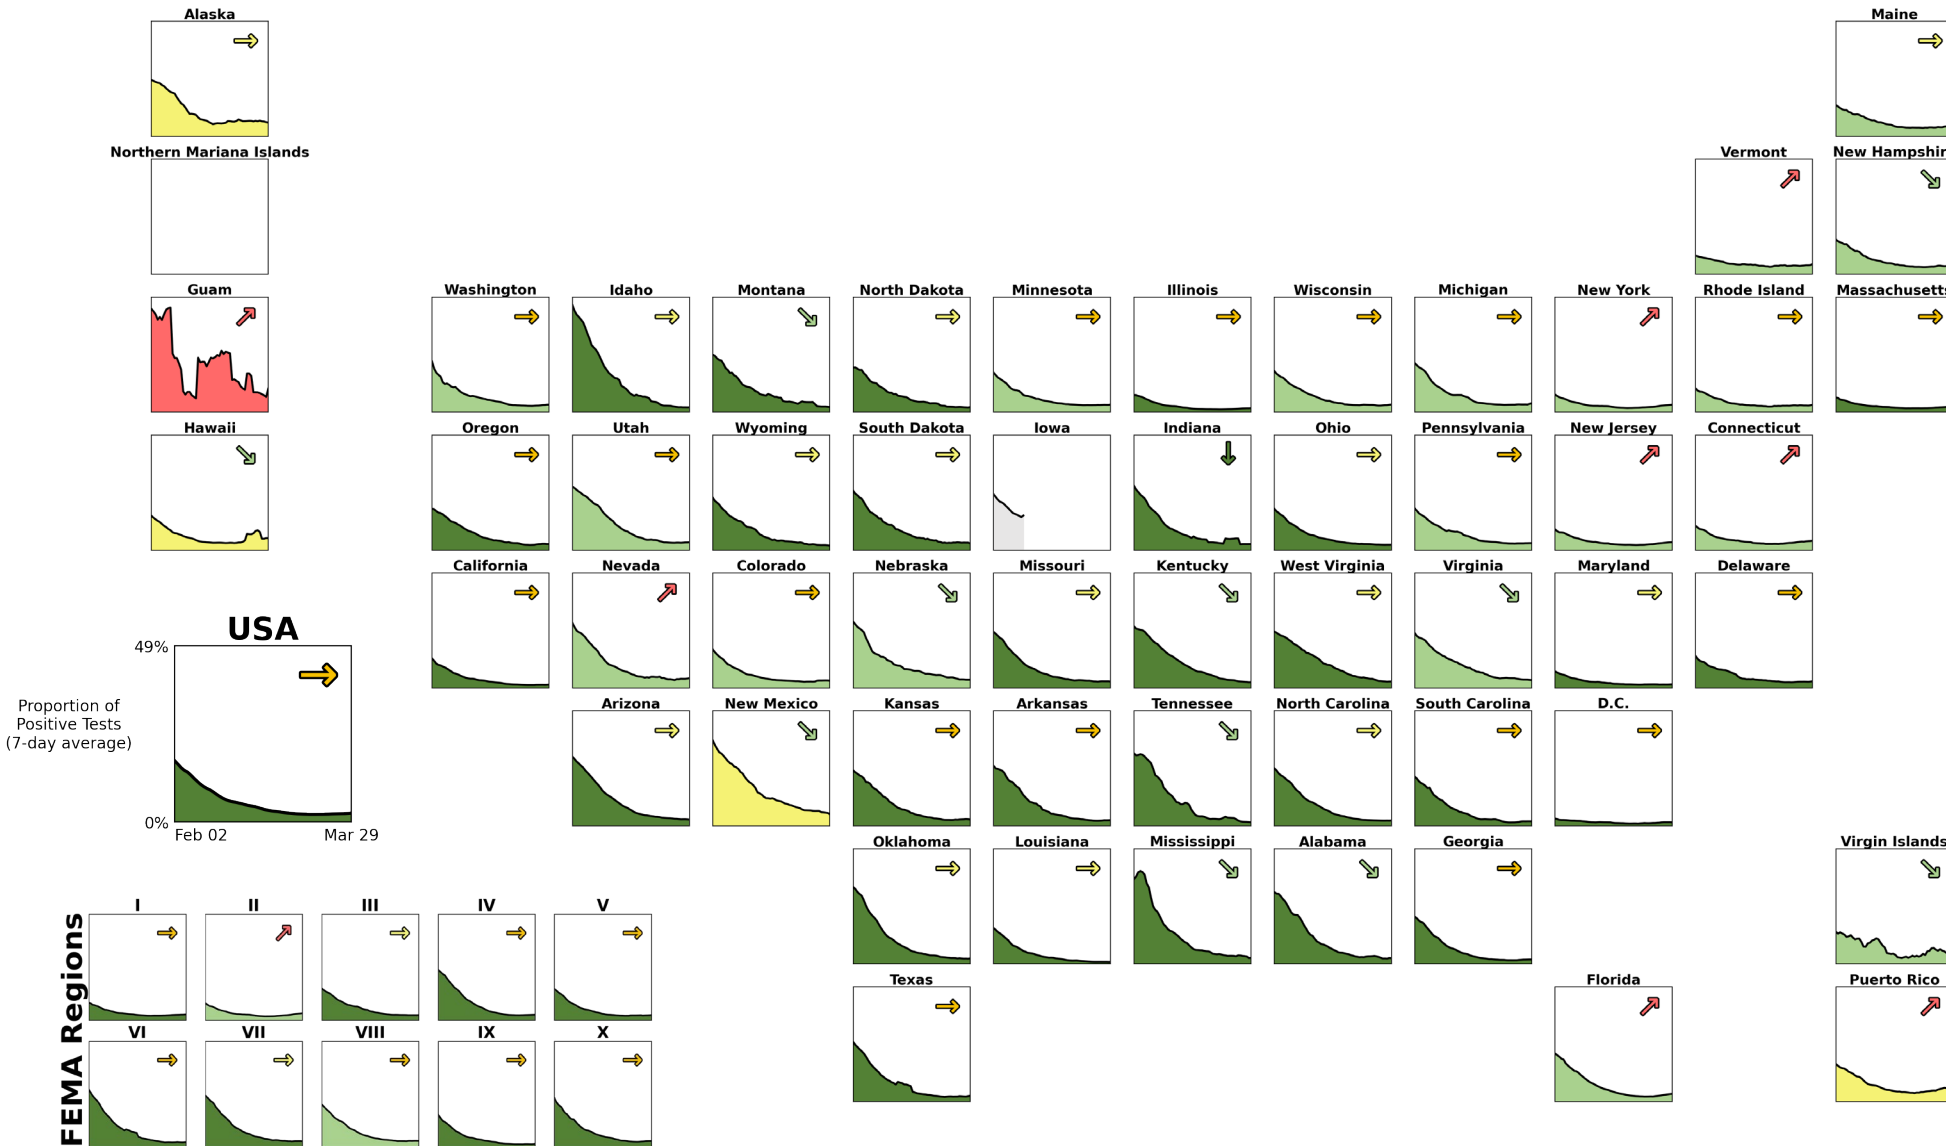 Alaska
Maine
Northern Mariana Islands
Vermont
New Hampshir
Guam
Washington
Idaho
Montana
North Dakota
Minnesota
Illinois
Wisconsin
Michigan
New York
Rhode Island
Massachusetts
Hawaii
Oregon
Utah
Wyoming
South Dakota
Iowa
Indiana
Ohio
Pennsylvania
New Jersey
Connecticut
California
Nevada
Colorado
Nebraska
Missouri
Kentucky
West Virginia
Virginia
Maryland
Delaware
USA
49%
Proportion of
Positive Tests
(7-day average)
0%
Feb 02
Mar 29
Arizona
New Mexico
Kansas
Arkansas
Tennessee
North Carolina
South Carolina
D.C.
Oklahoma
Louisiana
Mississippi
Alabama
Georgia
Virgin Islands
Texas
Florida
Puerto Rico
FEMA Regions
I
II
III
IV
V
VI
VII
VIII
IX
X